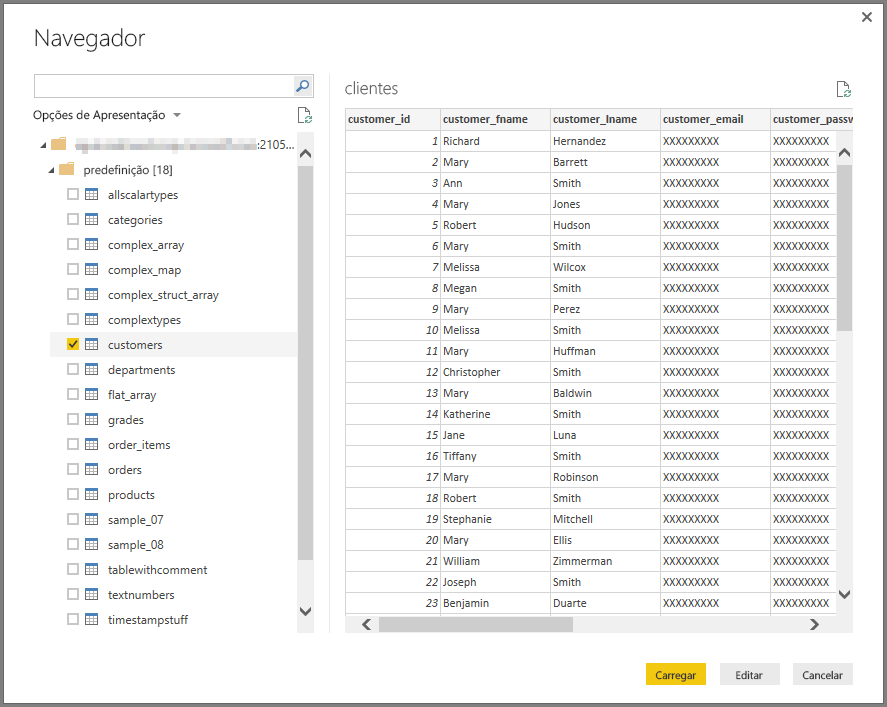 Navegador
Opções de Apresentação
:2105...
predefinição [18]
allscalartypes
categories
complex_array
complex_map
complex_struct_array
complextypes
customers
departments
flat_array
grades
order_items
orders
products
sample_07
sample_08
tablewithcomment
textnumbers
timestampstuff
clientes
customer_id customer_fname customer_lname customer_email customer_passw
1 Richard Hernandez XXXXXXXXX XXXXXXXXX
2 Mary Barrett XXXXXXXXX XXXXXXXXX
3 Ann Smith XXXXXXXXX XXXXXXXXX
4 Mary Jones XXXXXXXXX XXXXXXXXX
5 Robert Hudson XXXXXXXXX XXXXXXXXX
6 Mary Smith XXXXXXXXX XXXXXXXXX
7 Melissa Wilcox XXXXXXXXX XXXXXXXXX
8 Megan Smith XXXXXXXXX XXXXXXXXX
9 Mary Perez XXXXXXXXX XXXXXXXXX
10 Melissa Smith XXXXXXXXX XXXXXXXXX
11 Mary Huffman XXXXXXXXX XXXXXXXXX
12 Christopher Smith XXXXXXXXX XXXXXXXXX
13 Mary Baldwin XXXXXXXXX XXXXXXXXX
14 Katherine Smith XXXXXXXXX XXXXXXXXX
15 Jane Luna XXXXXXXXX XXXXXXXXX
16 Tiffany Smith XXXXXXXXX XXXXXXXXX
17 Mary Robinson XXXXXXXXX XXXXXXXXX
18 Robert Smith XXXXXXXXX XXXXXXXXX
19 Stephanie Mitchell XXXXXXXXX XXXXXXXXX
20 Mary Ellis XXXXXXXXX XXXXXXXXX
21 William Zimmerman XXXXXXXXX XXXXXXXXX
22 Joseph Smith XXXXXXXXX XXXXXXXXX
23 Benjamin Duarte XXXXXXXXX XXXXXXXXX
Carregar Editar Cancelar